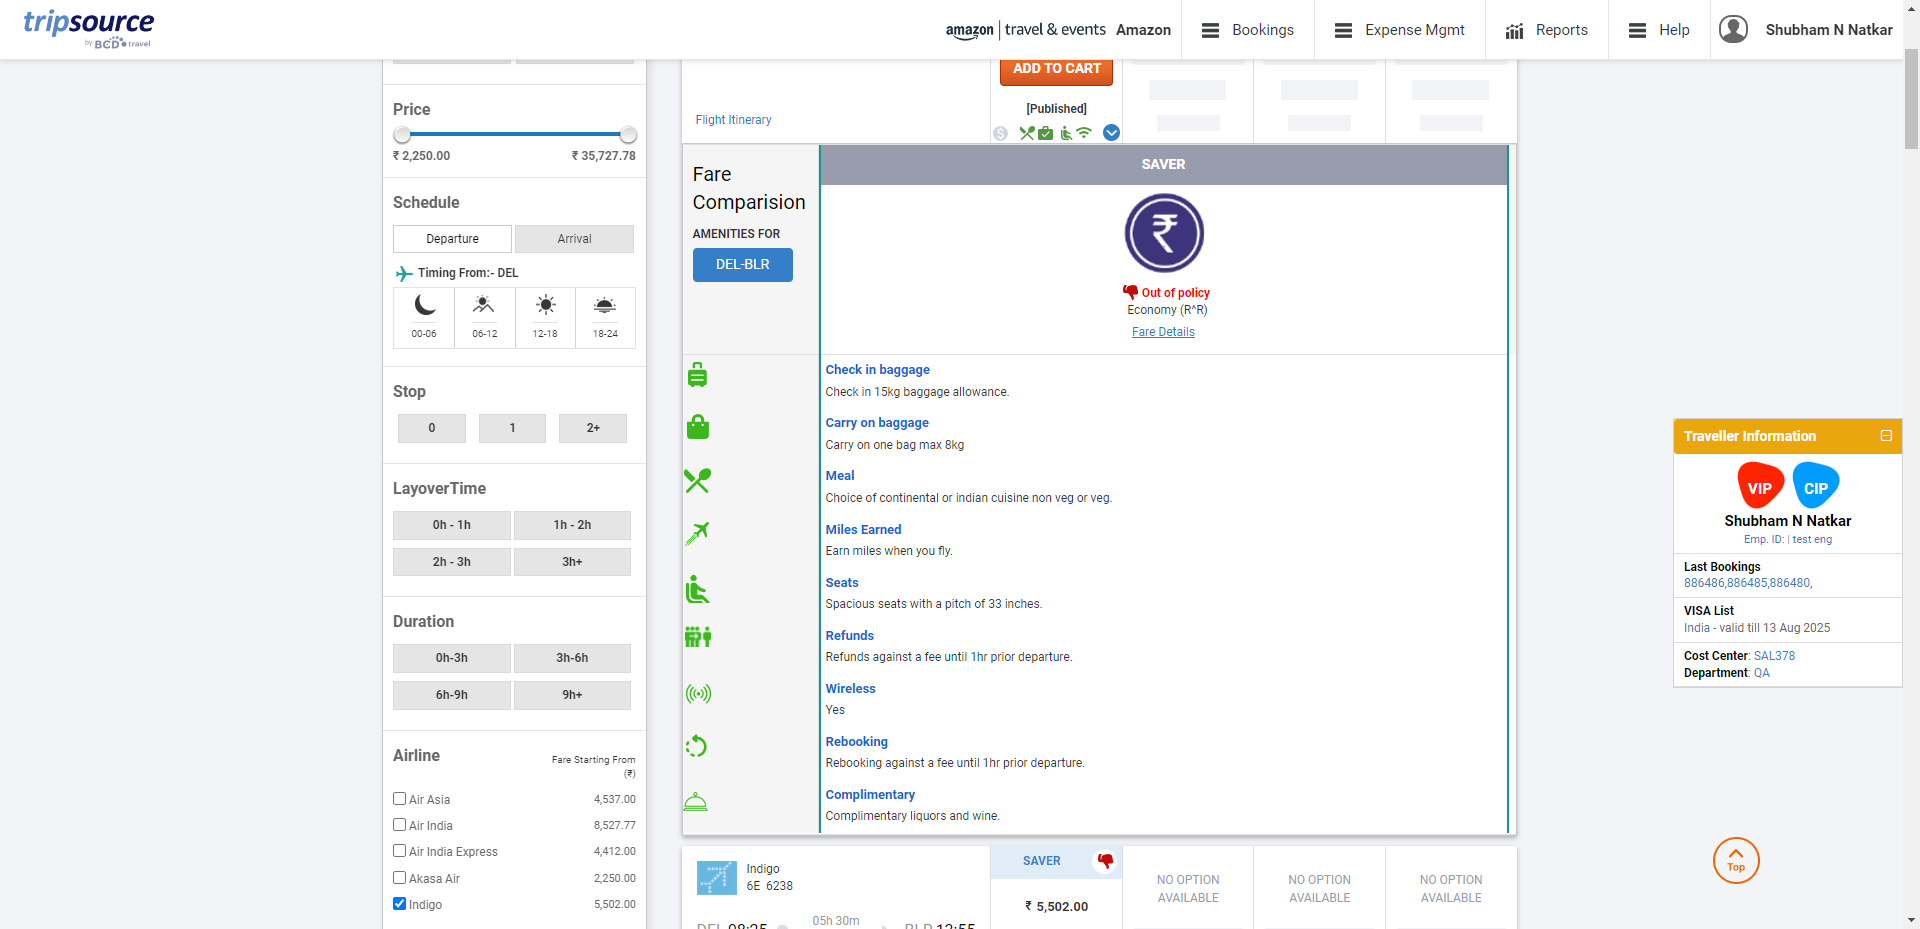 tripsource
by BCD travel
amazon | travel & events Amazon
Bookings
Expense Mgmt
Reports
Help
Shubham N Natkar
Price
₹ 2,250.00 ₹ 35,727.78
Schedule
Departure Arrival
Timing From:- DEL
00-06 06-12 12-18 18-24
Stop
0 1 2+
LayoverTime
0h - 1h 1h - 2h
2h - 3h 3h+
Duration
0h-3h 3h-6h
6h-9h 9h+
Airline Fare Starting From
(₹)
Air Asia 4,537.00
Air India 8,527.77
Air India Express 4,412.00
Akasa Air 2,250.00
Indigo 5,502.00
ADD TO CART
[Published]
Flight Itinerary
Fare
Comparision
AMENITIES FOR
DEL-BLR
SAVER
Out of policy
Economy (R^R)
Fare Details
Check in baggage
Check in 15kg baggage allowance.
Carry on baggage
Carry on one bag max 8kg
Meal
Choice of continental or indian cuisine non veg or veg.
Miles Earned
Earn miles when you fly.
Seats
Spacious seats with a pitch of 33 inches.
Refunds
Refunds against a fee until 1hr prior departure.
Wireless
Yes
Rebooking
Rebooking against a fee until 1hr prior departure.
Complimentary
Complimentary liquors and wine.
Indigo
6E 6238
DEL 08:25 05h 30m BLR 13:55
SAVER
₹ 5,502.00
NO OPTION
AVAILABLE
NO OPTION
AVAILABLE
NO OPTION
AVAILABLE
Traveller Information
VIP CIP
Shubham N Natkar
Emp. ID: | test eng
Last Bookings
886486,886485,886480,
VISA List
India - valid till 13 Aug 2025
Cost Center: SAL378
Department: QA
Top